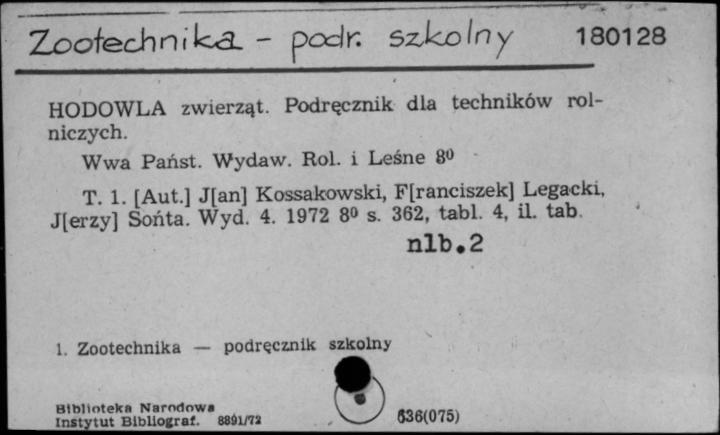 Zootechnika - podr. szkolny 180128
HODOWLA zwierząt. Podręcznik dla techników rol-
niczych.
Wwa Państ. Wydaw. Rol. i Leśne 8⁰
T. 1. [Aut.] J[an] Kossakowski, F[ranciszek] Legacki,
J[erzy] Sońta. Wyd. 4. 1972 8⁰ s. 362, tabl. 4, il. tab.
nlb.2
1. Zootechnika — podręcznik szkolny
Biblioteka Narodowa
Instytut Bibliograf. 8891/72 636(075)